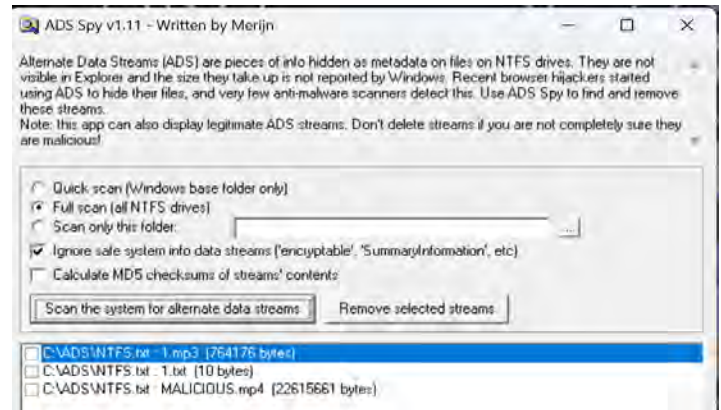 ADS Spy v1.11 - Written by Merijn
Alternate Data Streams (ADS) are pieces of info hidden as metadata on files on NTFS drives. They are not
visible in Explorer and the size they take up is not reported by Windows. Recent browser hijackers started
using ADS to hide their files, and very few anti-malware scanners detect this. Use ADS Spy to find and remove
these streams.
Note: this app can also display legitimate ADS streams. Don't delete streams if you are not completely sure they
are malicious!
Quick scan (Windows base folder only)
Full scan (all NTFS drives)
Scan only this folder:
...
Ignore safe system info data streams ('encryptable', 'SummaryInformation', etc)
Calculate MD5 checksums of streams' contents
Scan the system for alternate data streams
Remove selected streams
C:\ADS\NTFS.txt : 1.mp3 (764176 bytes)
C:\ADS\NTFS.txt : 1.txt (10 bytes)
C:\ADS\NTFS.txt : MALICIOUS.mp4 (22615661 bytes)